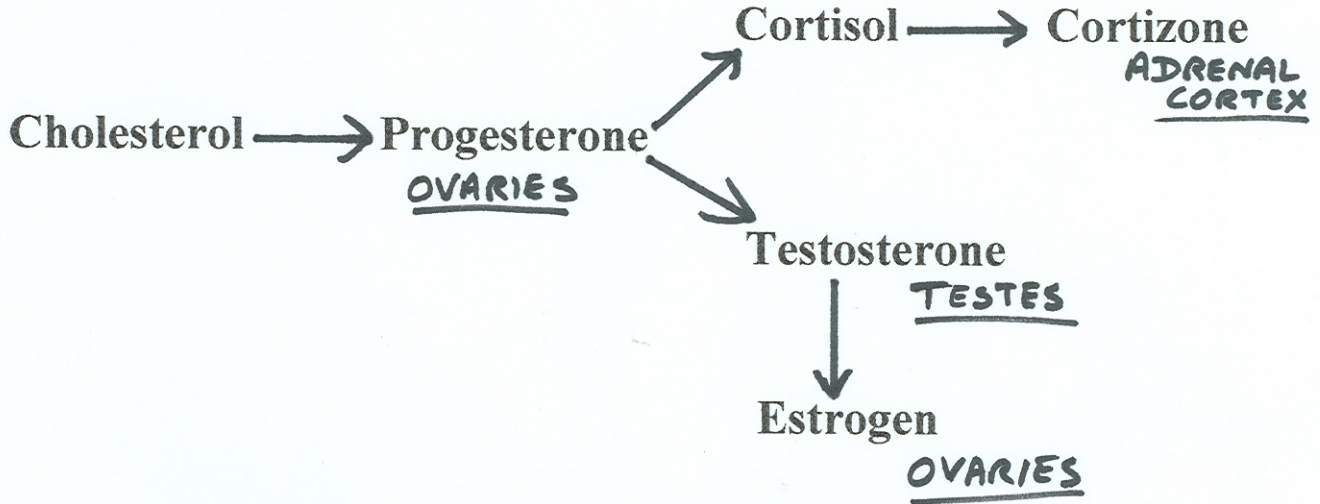 Cortisol Cortizone
ADRENAL
CORTEX
Cholesterol Progesterone
OVARIES
Testosterone
TESTES
Estrogen
OVARIES